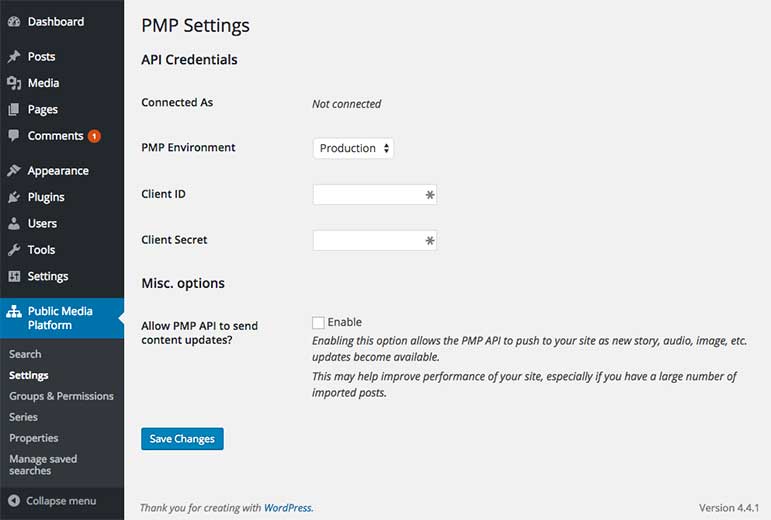 Dashboard
Posts
Media
Pages
Comments 1
Appearance
Plugins
Users
Tools
Settings
Public Media
Platform
Search
Settings
Groups & Permissions
Series
Properties
Manage saved
searches
Collapse menu
PMP Settings
API Credentials
Connected As Not connected
PMP Environment Production
Client ID
Client Secret
Misc. options
Allow PMP API to send
content updates?
Enable
Enabling this option allows the PMP API to push to your site as new story, audio, image, etc.
updates become available.
This may help improve performance of your site, especially if you have a large number of
imported posts.
Save Changes
Thank you for creating with WordPress.
Version 4.4.1